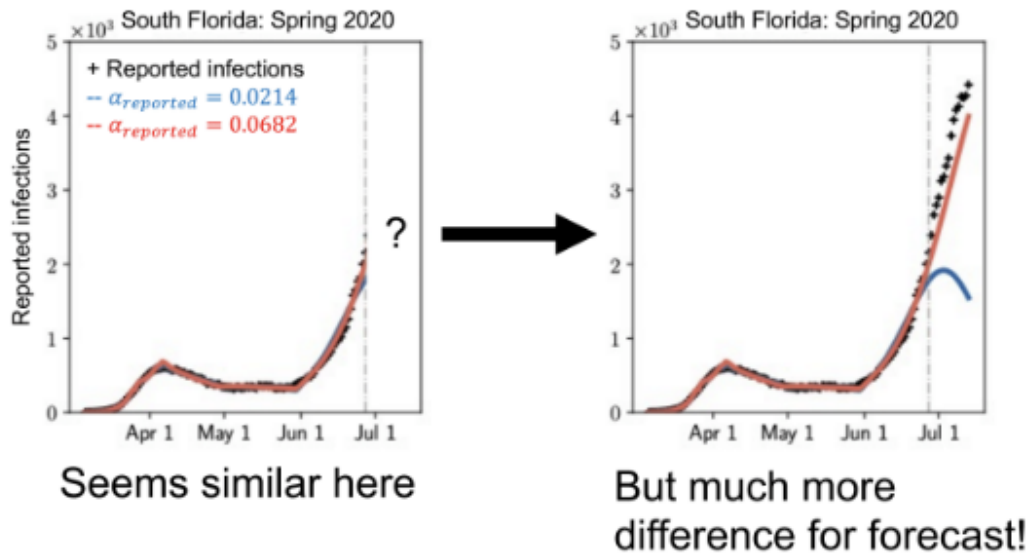 South Florida: Spring 2020
×10³
5
+ Reported infections
-- α_reported = 0.0214
-- α_reported = 0.0682
4
3
?
2
1
0
Apr 1 May 1 Jun 1 Jul 1
Reported infections
Seems similar here
South Florida: Spring 2020
×10³
5
4
3
2
1
0
Apr 1 May 1 Jun 1 Jul 1
But much more
difference for forecast!